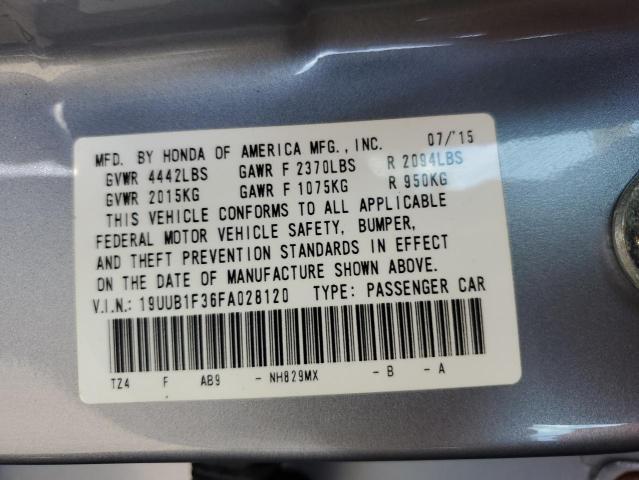 MFD. BY HONDA OF AMERICA MFG., INC. 07/'15
GVWR 4442LBS GAWR F 2370LBS R 2094LBS
GVWR 2015KG GAWR F 1075KG R 950KG
THIS VEHICLE CONFORMS TO ALL APPLICABLE
FEDERAL MOTOR VEHICLE SAFETY, BUMPER,
AND THEFT PREVENTION STANDARDS IN EFFECT
ON THE DATE OF MANUFACTURE SHOWN ABOVE.
V.I.N.: 19UUB1F36FA028120 TYPE: PASSENGER CAR
TZ4 F AB9 - NH829MX - B - A